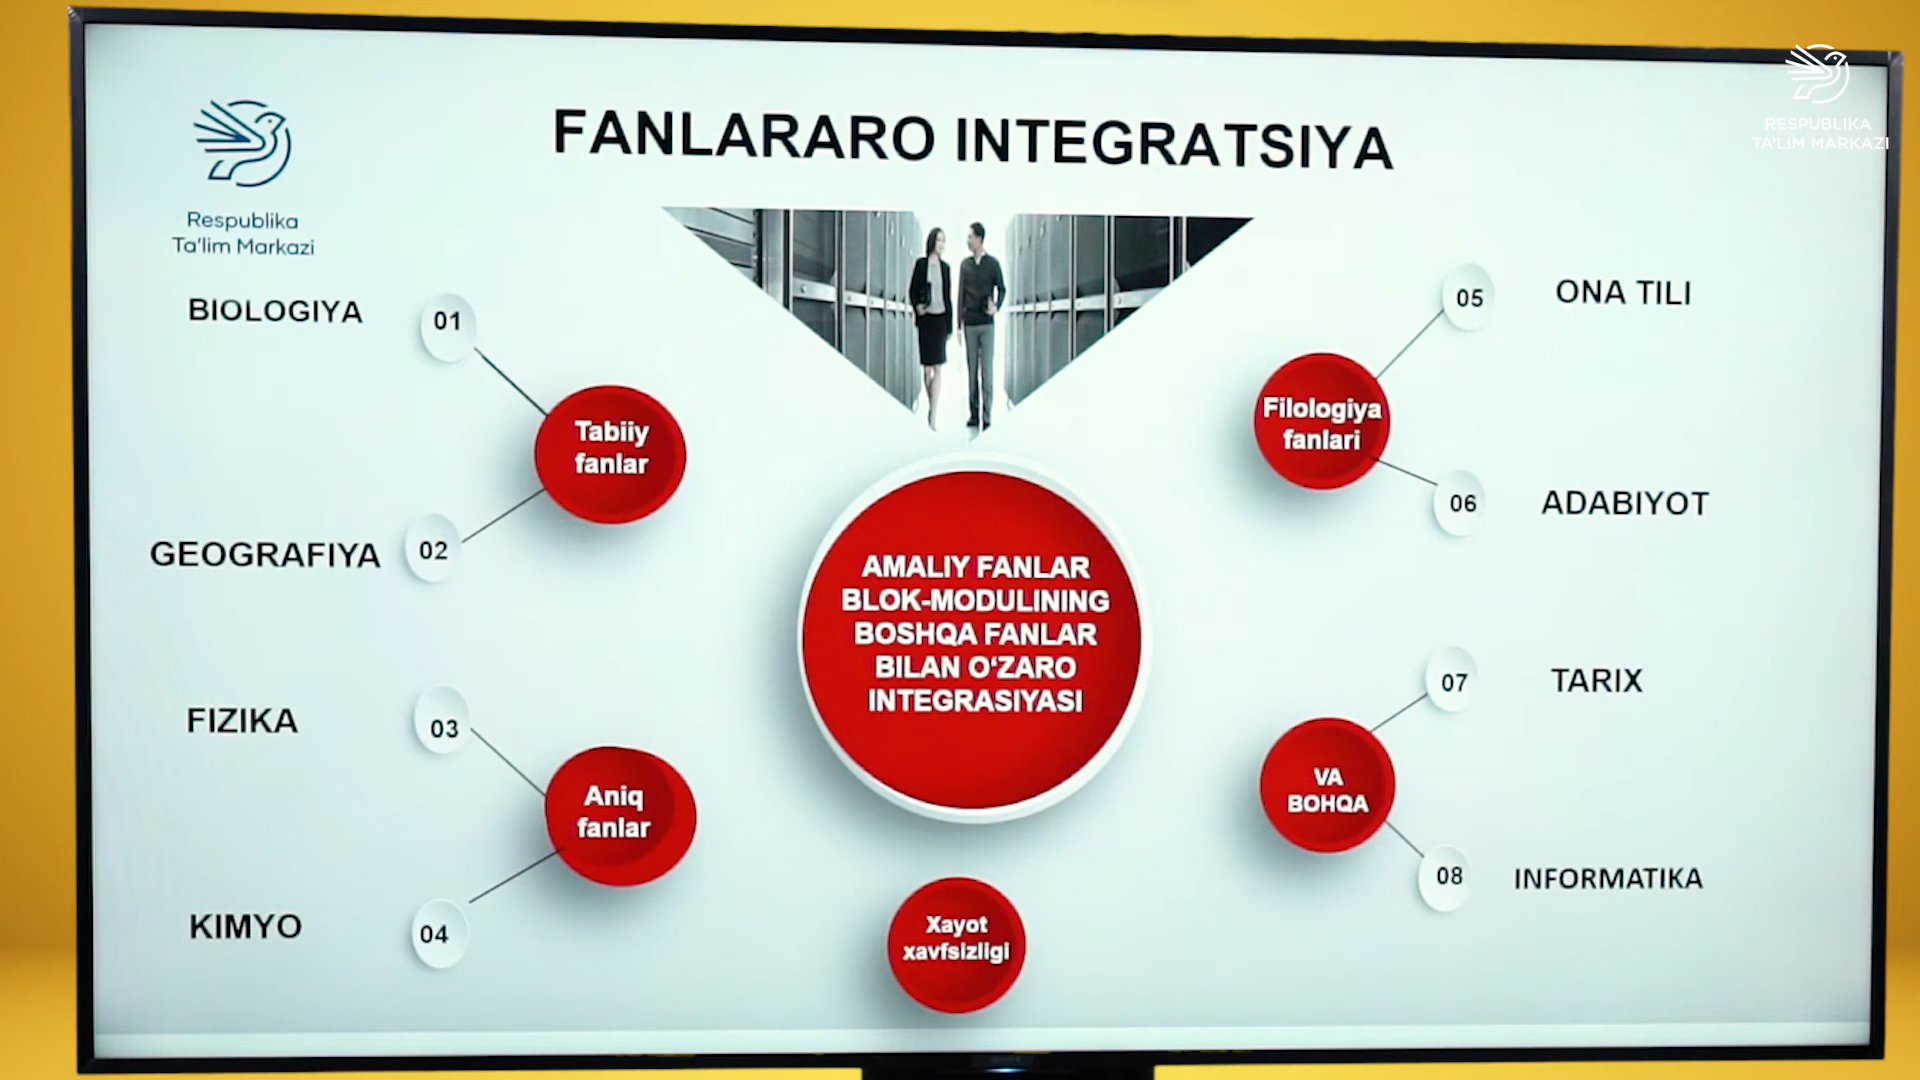 FANLARARO INTEGRATSIYA
Respublika
Ta'lim Markazi
RESPUBLIKA
TA'LIM MARKAZI
BIOLOGIYA
01
GEOGRAFIYA
02
Tabiiy
fanlar
FIZIKA
03
KIMYO
04
Aniq
fanlar
AMALIY FANLAR
BLOK-MODULINING
BOSHQA FANLAR
BILAN O‘ZARO
INTEGRASIYASI
Xayot
xavfsizligi
Filologiya
fanlari
05
ONA TILI
06
ADABIYOT
VA
BOHQA
07
TARIX
08
INFORMATIKA